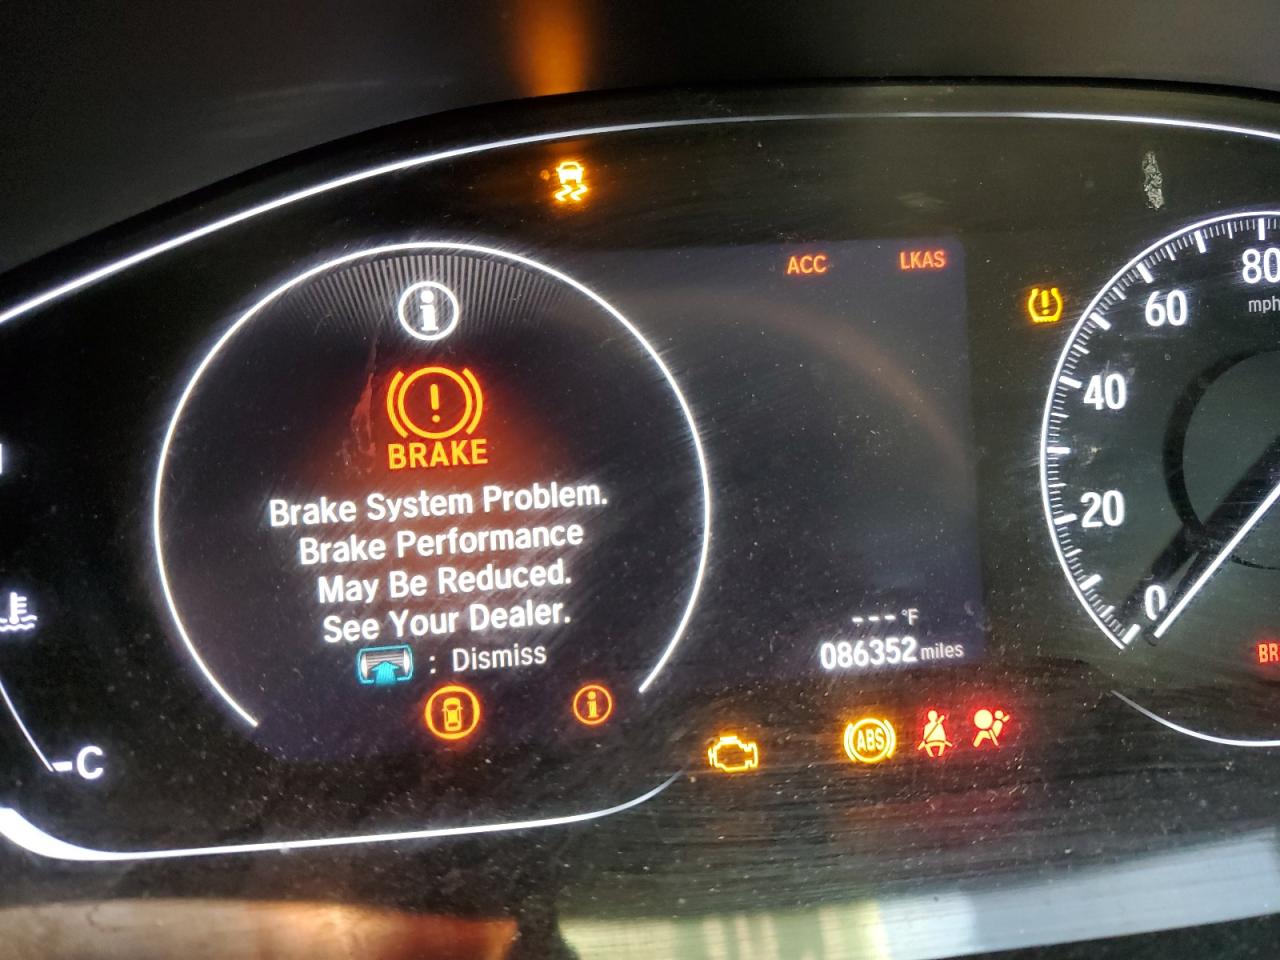 ACC LKAS
80
mph
60
40
20
0
BRAKE
Brake System Problem.
Brake Performance
May Be Reduced.
See Your Dealer.
: Dismiss
---°F
086352 miles
BR
ABS
-C